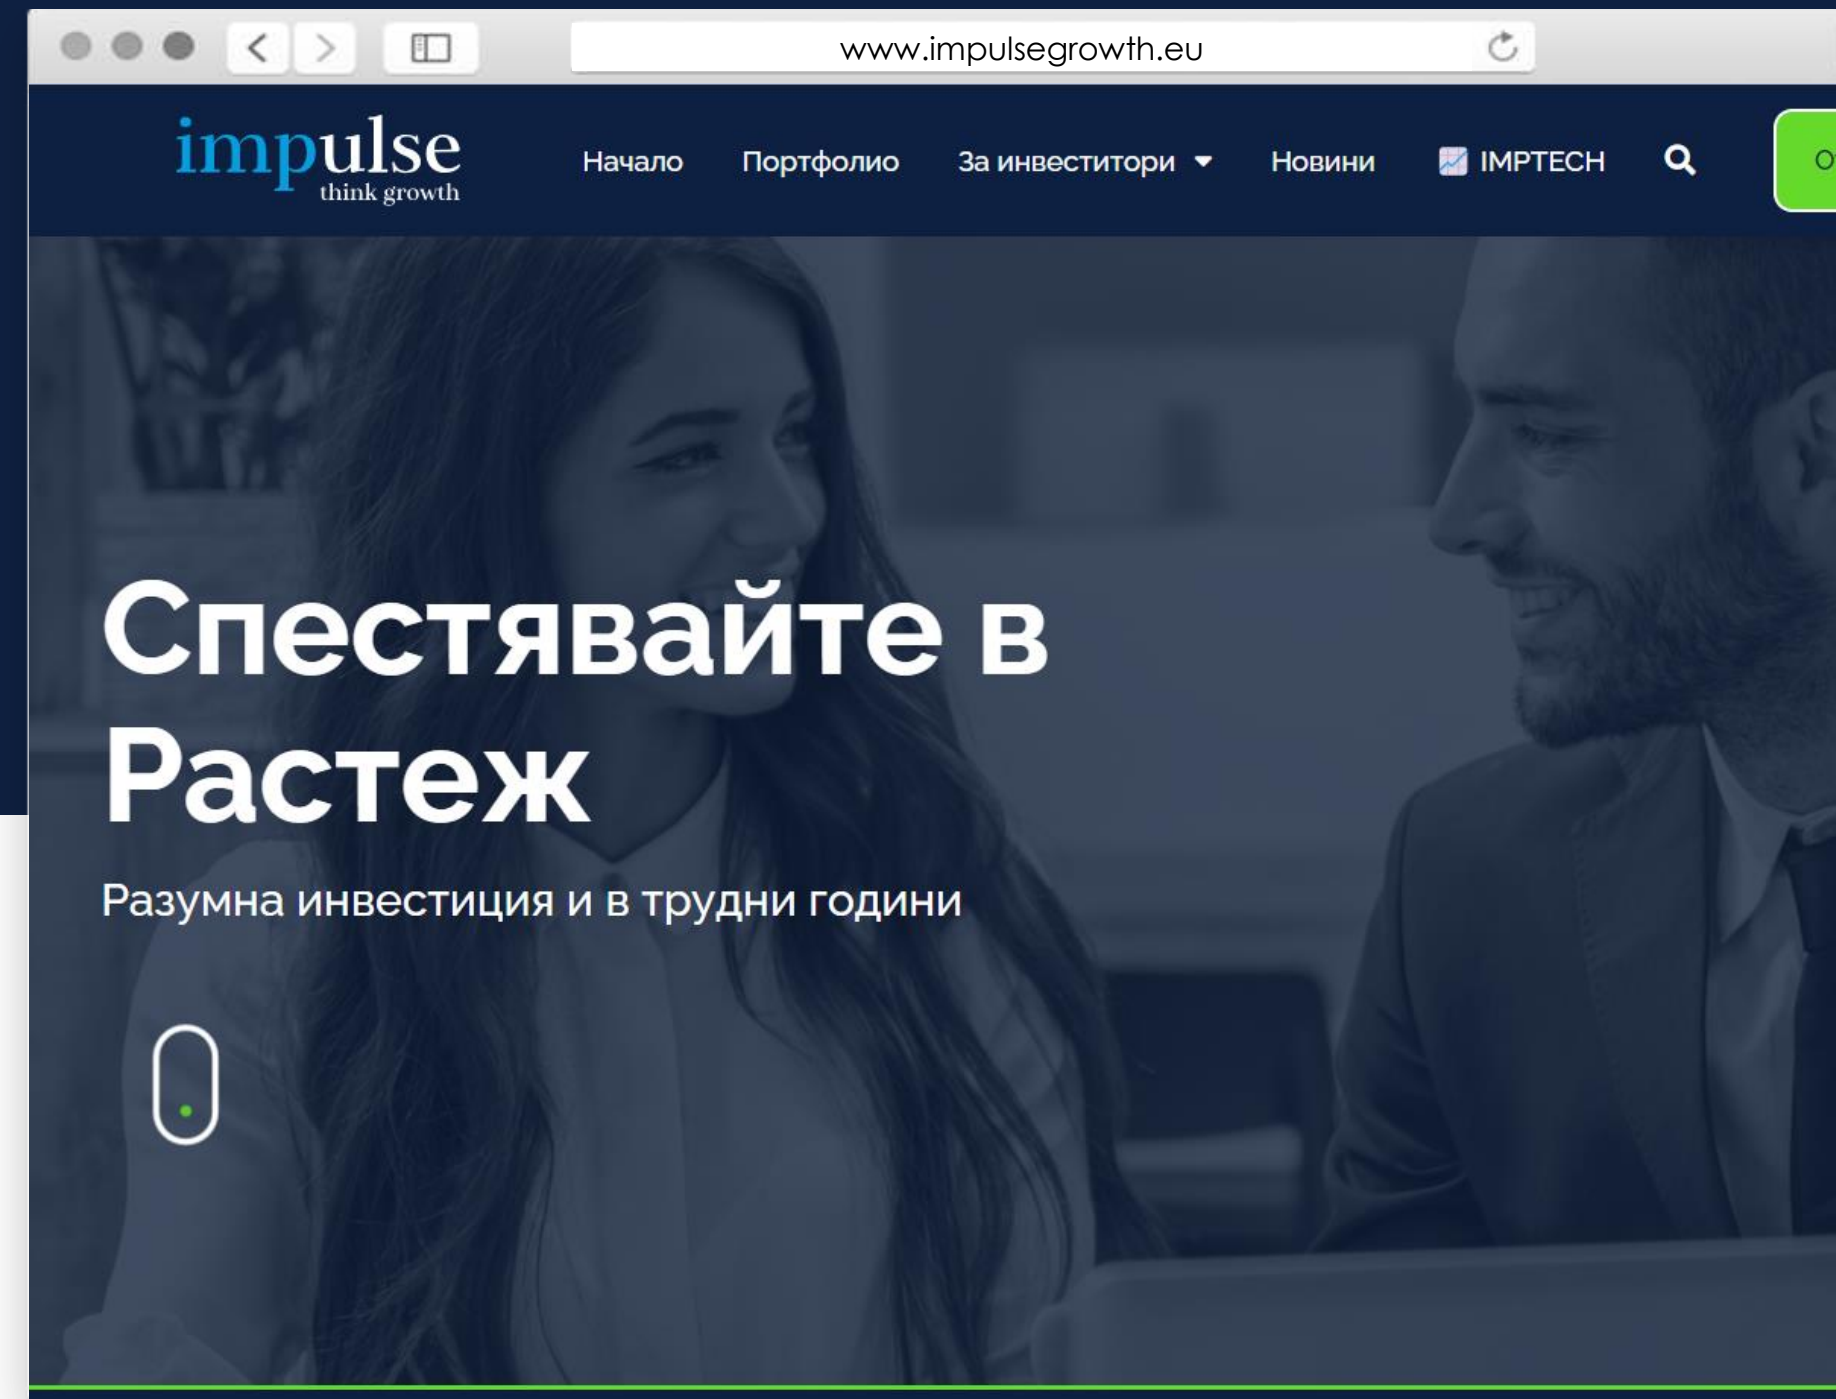 www.impulsegrowth.eu
impulse
think growth
Начало Портфолио За инвеститори Новини IMPTECH
Спестявайте в
Растеж
Разумна инвестиция и в трудни години